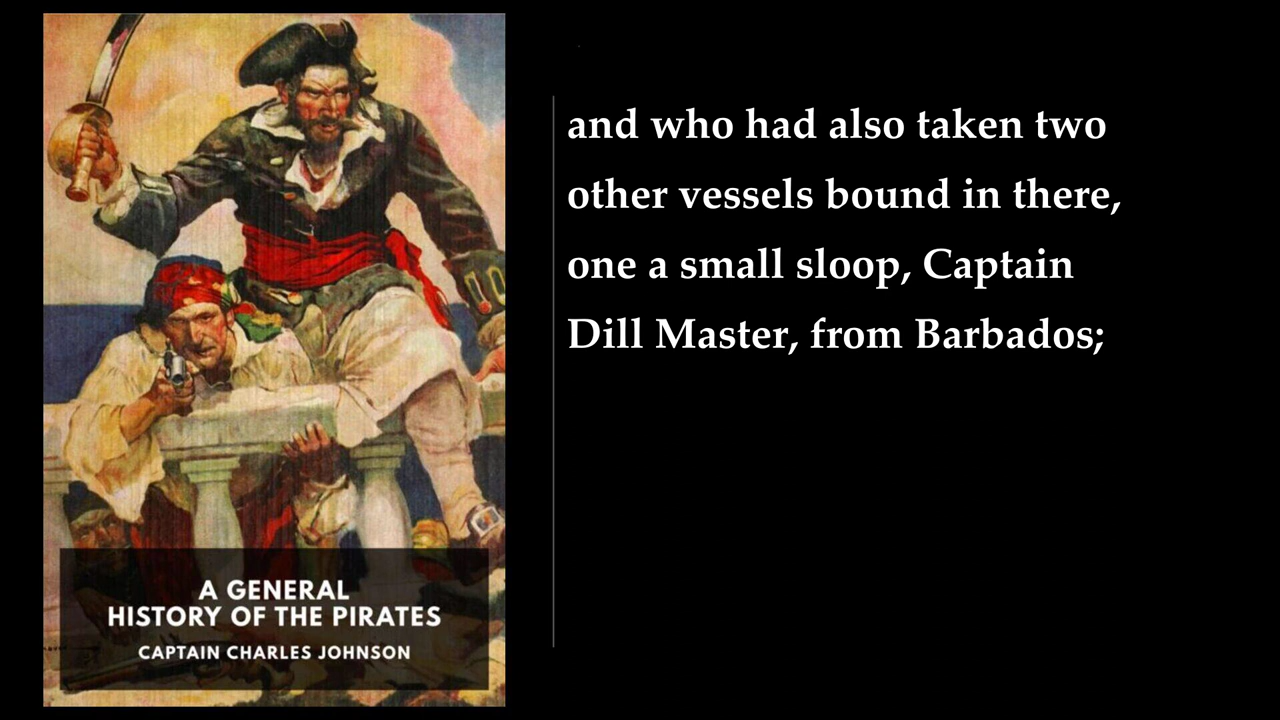 A GENERAL
HISTORY OF THE PIRATES
CAPTAIN CHARLES JOHNSON
and who had also taken two
other vessels bound in there,
one a small sloop, Captain
Dill Master, from Barbados;